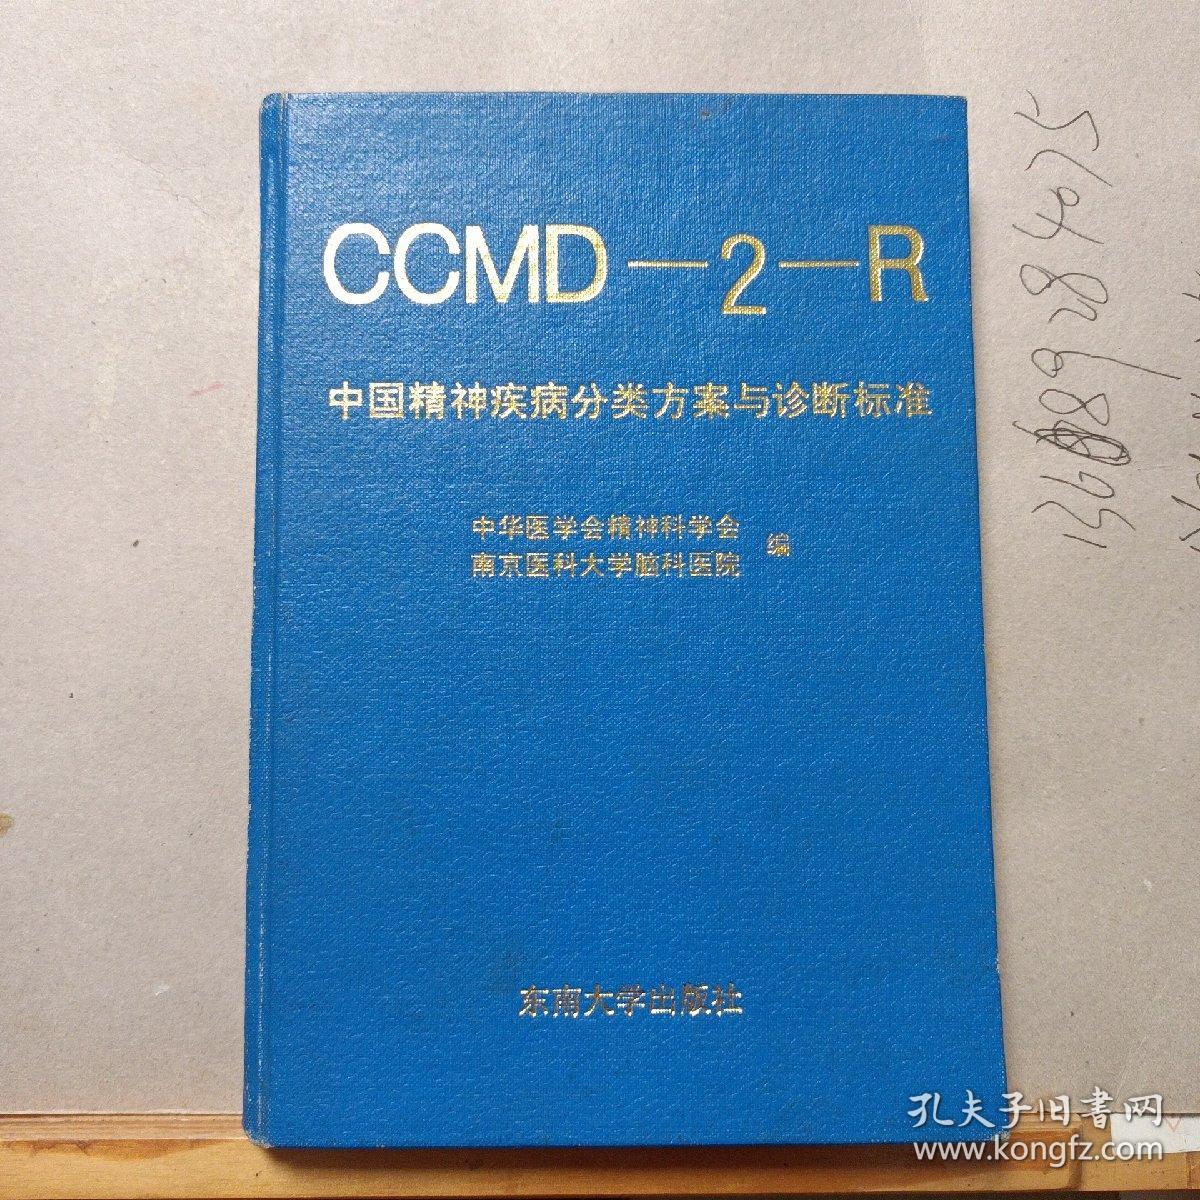 CCMD—2—R
中国精神疾病分类方案与诊断标准
中华医学会精神科学会
南京医科大学脑科医院
编
东南大学出版社
孔夫子旧书网
www.kongfz.com